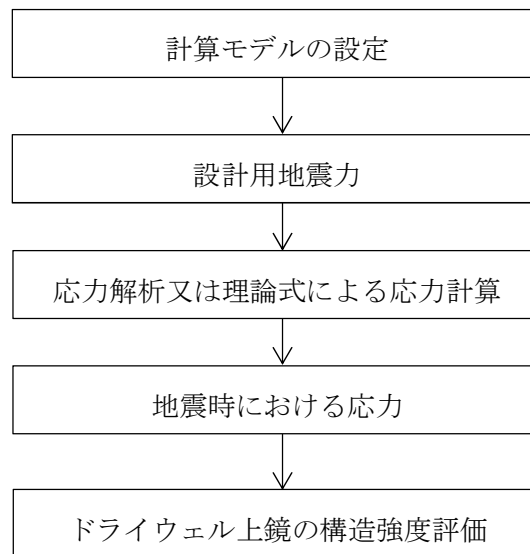 計算モデルの設定
設計用地震力
応力解析又は理論式による応力計算
地震時における応力
ドライウェル上鏡の構造強度評価